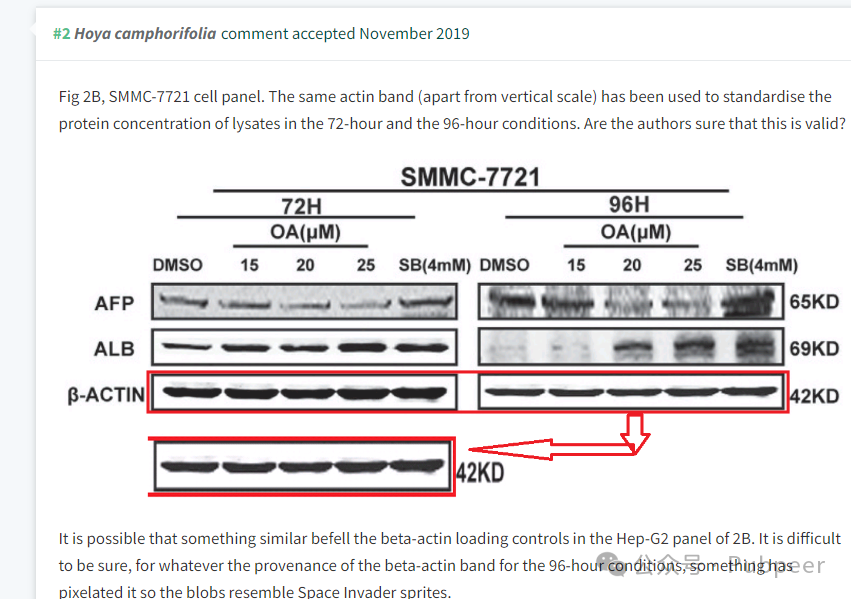 #2 Hoya camphorifolia comment accepted November 2019
Fig 2B, SMMC-7721 cell panel. The same actin band (apart from vertical scale) has been used to standardise the
protein concentration of lysates in the 72-hour and the 96-hour conditions. Are the authors sure that this is valid?
SMMC-7721
72H 96H
OA(μM) OA(μM)
DMSO 15 20 25 SB(4mM) DMSO 15 20 25 SB(4mM)
AFP 65KD
ALB 69KD
β-ACTIN 42KD
42KD
It is possible that something similar befell the beta-actin loading controls in the Hep-G2 panel of 2B. It is difficult
to be sure, for whatever the provenance of the beta-actin band for the 96-hour conditions, something has
pixelated it so the blobs resemble Space Invader sprites.
公众号 · Pubpeer